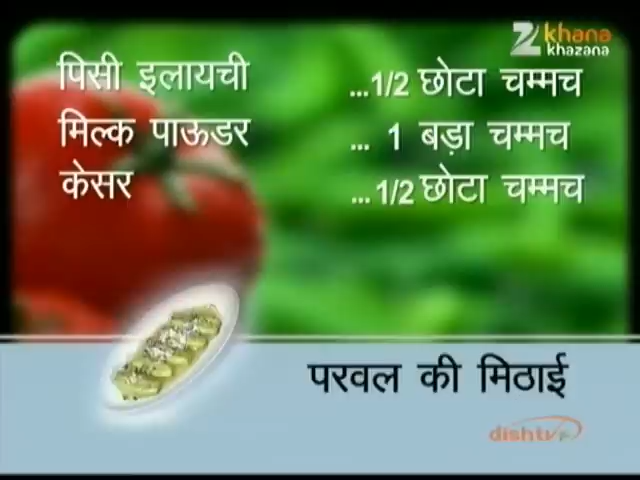 Z khana khazana
पिसी इलायची ...1/2 छोटा चम्मच
मिल्क पाऊडर ... 1 बड़ा चम्मच
केसर ...1/2 छोटा चम्मच
परवल की मिठाई
dishtv